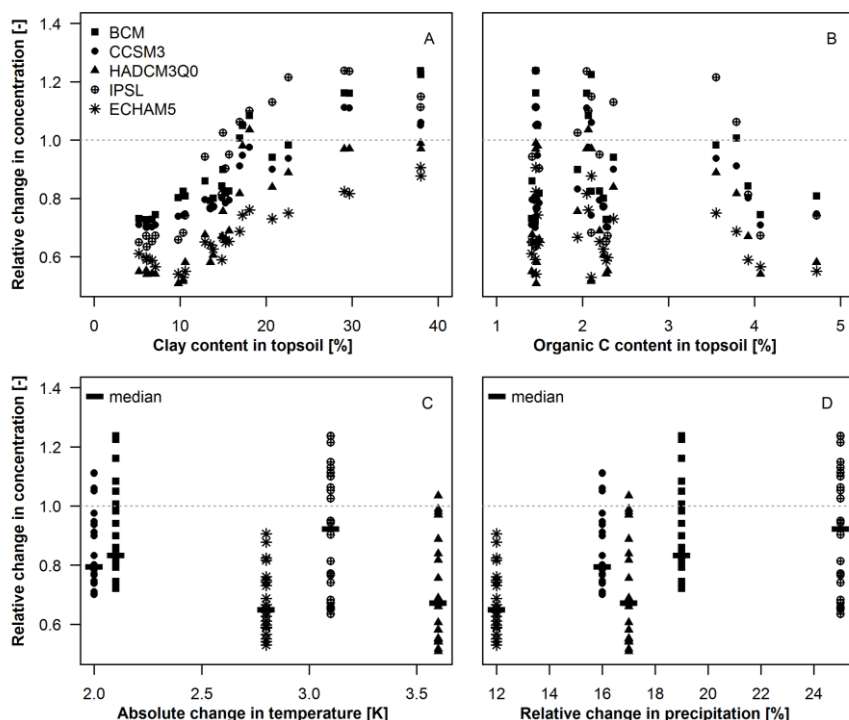 1.4
1.2
1.0
0.8
0.6
Relative change in concentration [-]
BCM
CCSM3
HADCM3Q0
IPSL
ECHAM5
A
0
10
20
30
40
Clay content in topsoil [%]
B
1
2
3
4
5
Organic C content in topsoil [%]
1.4
1.2
1.0
0.8
0.6
Relative change in concentration [-]
median
C
2.0
2.5
3.0
3.5
Absolute change in temperature [K]
median
D
12
14
16
18
20
22
24
Relative change in precipitation [%]